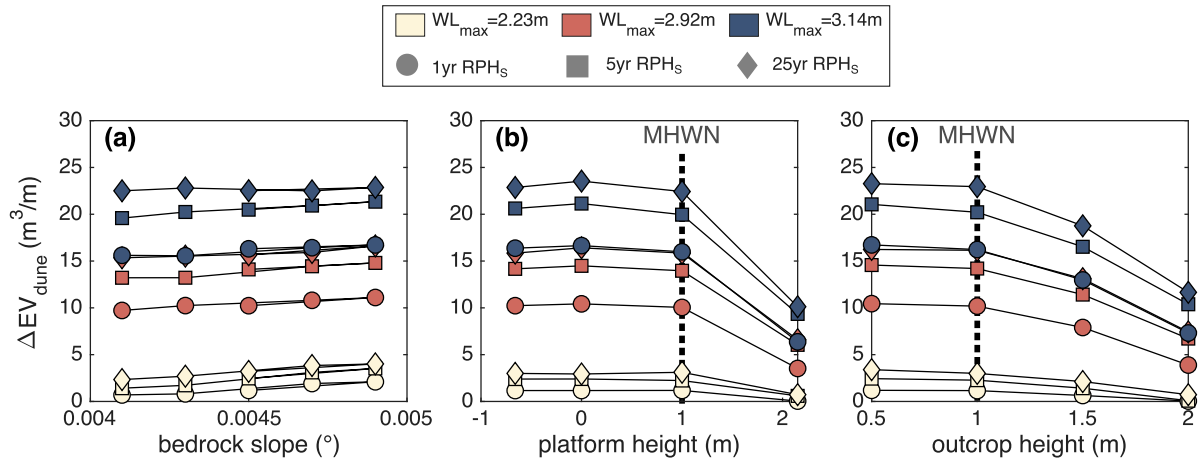 WLmax=2.23m WLmax=2.92m WLmax=3.14m
1yr RPHS 5yr RPHS 25yr RPHS
(a) (b) (c)
MHWN MHWN
ΔEVdune (m³/m)
30 30 30
25 25 25
20 20 20
15 15 15
10 10 10
5 5 5
0 0 0
0.004 0.0045 0.005 -1 0 1 2 0.5 1 1.5 2
bedrock slope (°) platform height (m) outcrop height (m)